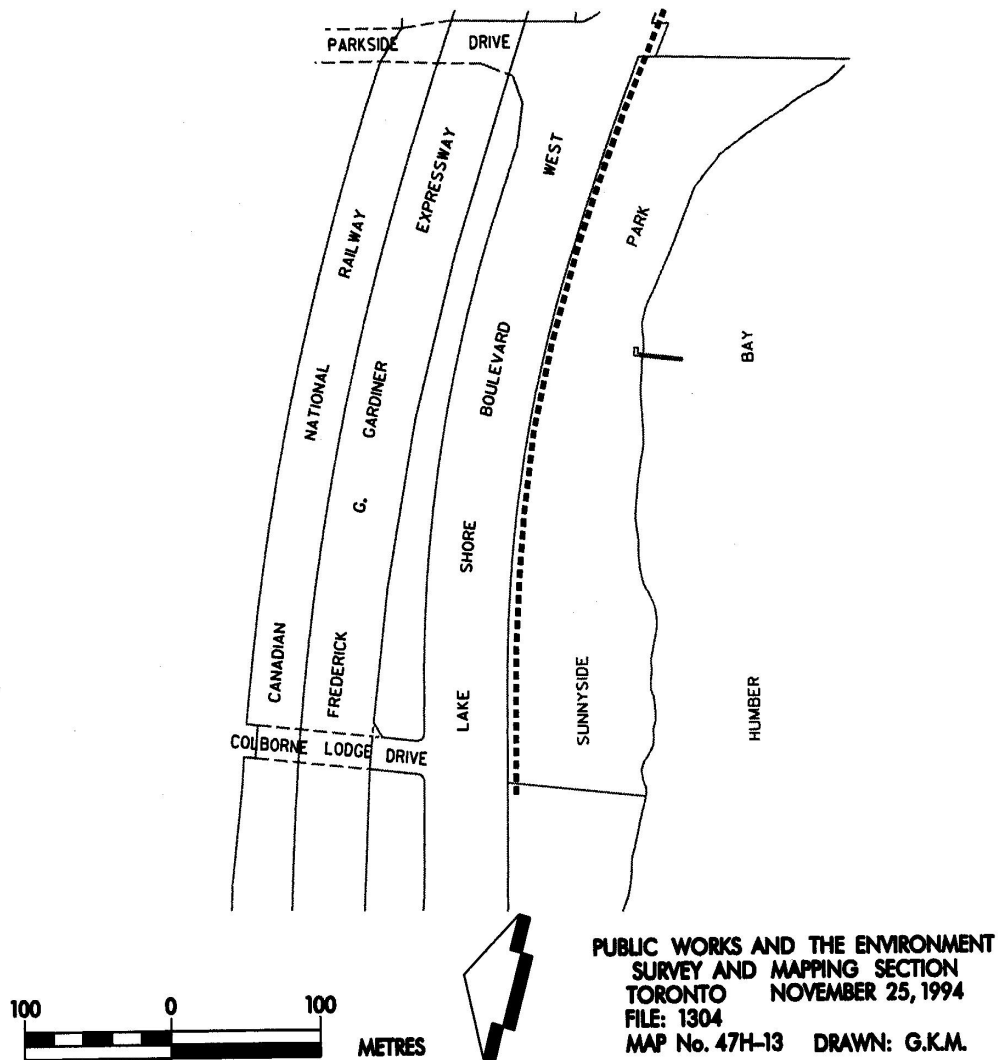 PARKSIDE DRIVE
CANADIAN NATIONAL RAILWAY
FREDERICK G. GARDINER EXPRESSWAY
LAKE SHORE BOULEVARD WEST
SUNNYSIDE PARK
HUMBER BAY
COLBORNE LODGE DRIVE
100 0 100
METRES
PUBLIC WORKS AND THE ENVIRONMENT
SURVEY AND MAPPING SECTION
TORONTO NOVEMBER 25, 1994
FILE: 1304
MAP No. 47H-13 DRAWN: G.K.M.